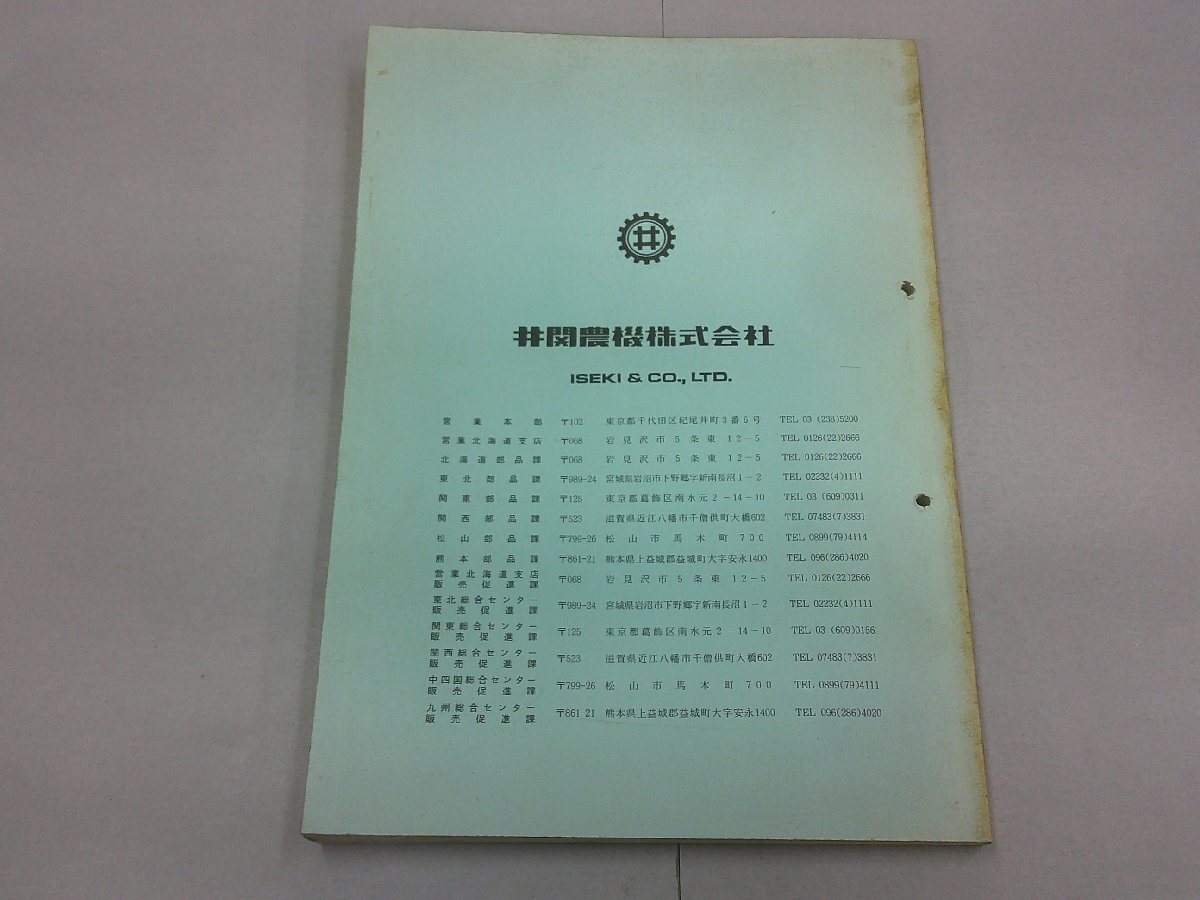 井
井関農機株式会社
ISEKI & CO., LTD.
営業本部 〒102 東京都千代田区紀尾井町3番5号 TEL 03 (238)5200
営業北海道支店 〒068 岩見沢市5条東12-5 TEL 0126(22)2666
北海道部品課 〒068 岩見沢市5条東12-5 TEL 0126(22)2666
東北部品課 〒989-24 宮城県岩沼市下野郷字新南長沼1-2 TEL 02232(4)1111
関東部品課 〒125 東京都葛飾区南水元2-14-10 TEL 03 (609)0311
関西部品課 〒523 滋賀県近江八幡市千僧供町大橋602 TEL 07483(7)3831
松山部品課 〒799-26 松山市馬木町700 TEL 0899(79)4114
熊本部品課 〒861-21 熊本県上益城郡益城町大字安永1400 TEL 096(286)4020
営業北海道支店
販売促進課 〒068 岩見沢市5条東12-5 TEL 0126(22)2666
東北総合センター
販売促進課 〒989-24 宮城県岩沼市下野郷字新南長沼1-2 TEL 02232(4)1111
関東総合センター
販売促進課 〒125 東京都葛飾区南水元2-14-10 TEL 03 (609)0156
関西総合センター
販売促進課 〒523 滋賀県近江八幡市千僧供町大橋602 TEL 07483(7)3831
中四国総合センター
販売促進課 〒799-26 松山市馬木町700 TEL 0899(79)4111
九州総合センター
販売促進課 〒861-21 熊本県上益城郡益城町大字安永1400 TEL 096(286)4020